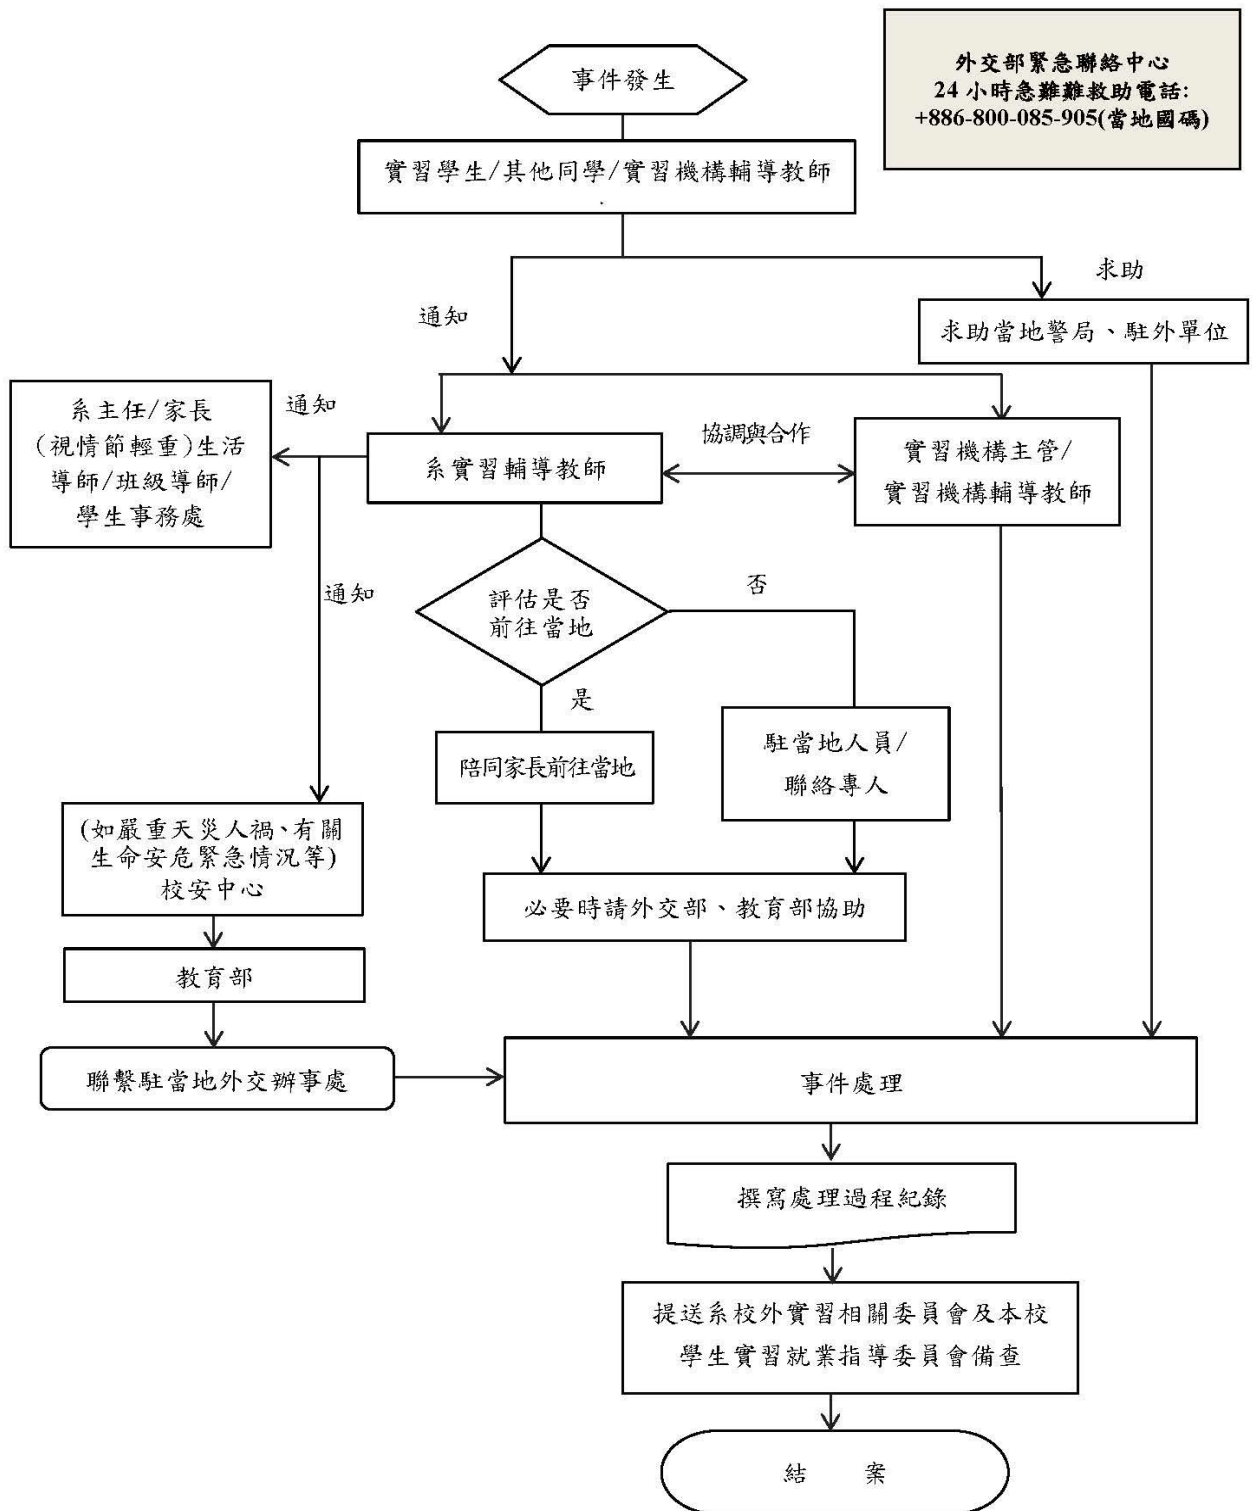 外交部緊急聯絡中心
24 小時急難難救助電話:
+886-800-085-905(當地國碼)
事件發生
實習學生/其他同學/實習機構輔導教師
求助
通知
求助當地警局、駐外單位
系主任/家長
(視情節輕重)生活
導師/班級導師/
學生事務處
通知
系實習輔導教師
協調與合作
實習機構主管/
實習機構輔導教師
通知
評估是否
前往當地
否
是
陪同家長前往當地
駐當地人員/
聯絡專人
(如嚴重天災人禍、有關
生命安危緊急情況等)
校安中心
必要時請外交部、教育部協助
教育部
聯繫駐當地外交辦事處
事件處理
撰寫處理過程紀錄
提送系校外實習相關委員會及本校
學生實習就業指導委員會備查
結 案